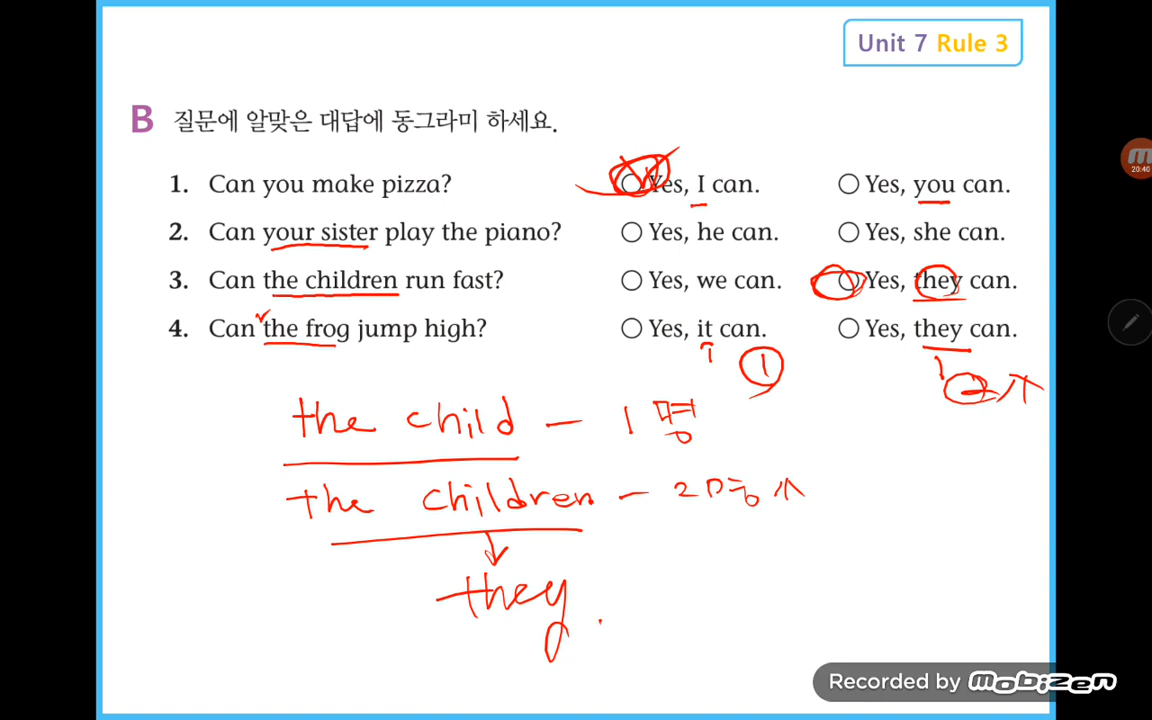 Unit 7 Rule 3
B 질문에 알맞은 대답에 동그라미 하세요.
1. Can you make pizza? Yes, I can. Yes, you can.
2. Can your sister play the piano? Yes, he can. Yes, she can.
3. Can the children run fast? Yes, we can. Yes, they can.
4. Can the frog jump high? Yes, it can. Yes, they can.
1
2↑
the child - 1명
the children - 2명↑
they.
20:40
Recorded by mobizen